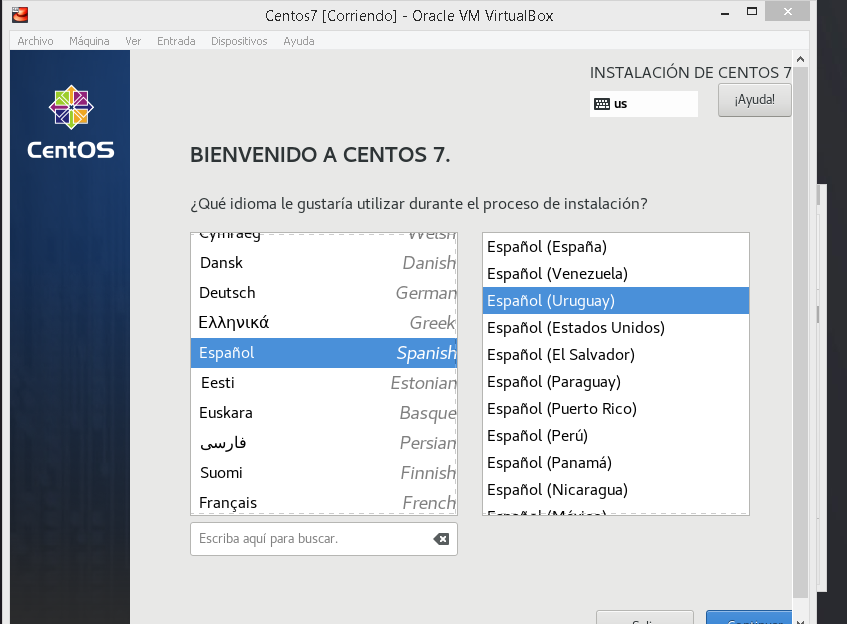 Centos7 [Corriendo] - Oracle VM VirtualBox
Archivo Máquina Ver Entrada Dispositivos Ayuda
INSTALACIÓN DE CENTOS 7
us
¡Ayuda!
CentOS
BIENVENIDO A CENTOS 7.
¿Qué idioma le gustaría utilizar durante el proceso de instalación?
Cymraeg Welsh
Dansk Danish
Deutsch German
Ελληνικά Greek
Español Spanish
Eesti Estonian
Euskara Basque
فارسی Persian
Suomi Finnish
Français French
Español (España)
Español (Venezuela)
Español (Uruguay)
Español (Estados Unidos)
Español (El Salvador)
Español (Paraguay)
Español (Puerto Rico)
Español (Perú)
Español (Panamá)
Español (Nicaragua)
Español (México)
Escriba aquí para buscar.
Salir
Continuar